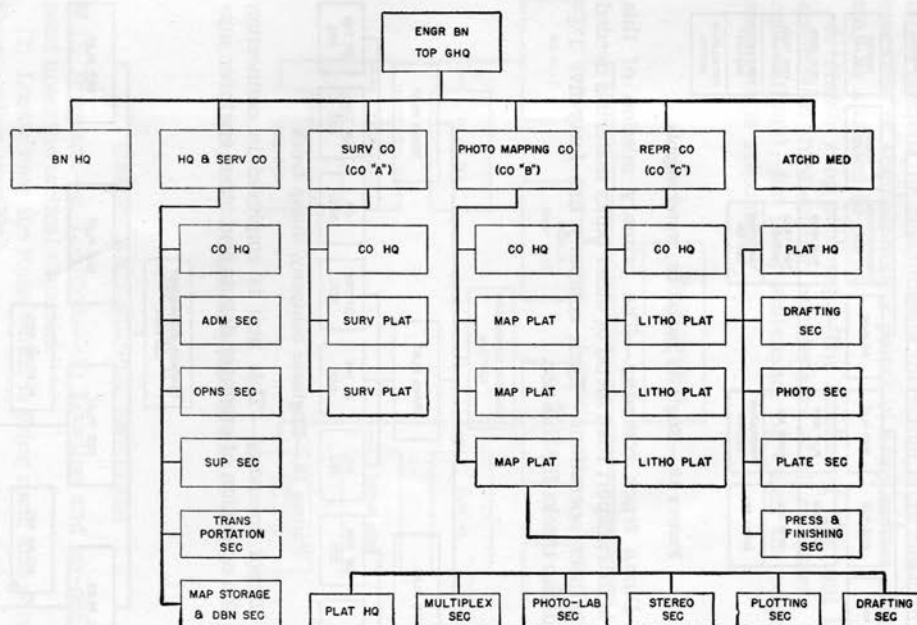 ENGR BN
TOP GHQ
BN HQ
HQ & SERV CO
SURV CO
(CO "A")
PHOTO MAPPING CO
(CO "B")
REPR CO
(CO "C")
ATCHD MED
CO HQ
ADM SEC
OPNS SEC
SUP SEC
TRANS
PORTATION
SEC
MAP STORAGE
& DBN SEC
CO HQ
SURV PLAT
SURV PLAT
CO HQ
MAP PLAT
MAP PLAT
MAP PLAT
CO HQ
LITHO PLAT
LITHO PLAT
LITHO PLAT
PLAT HQ
DRAFTING
SEC
PHOTO SEC
PLATE SEC
PRESS &
FINISHING
SEC
PLAT HQ
MULTIPLEX
SEC
PHOTO-LAB
SEC
STEREO
SEC
PLOTTING
SEC
DRAFTING
SEC